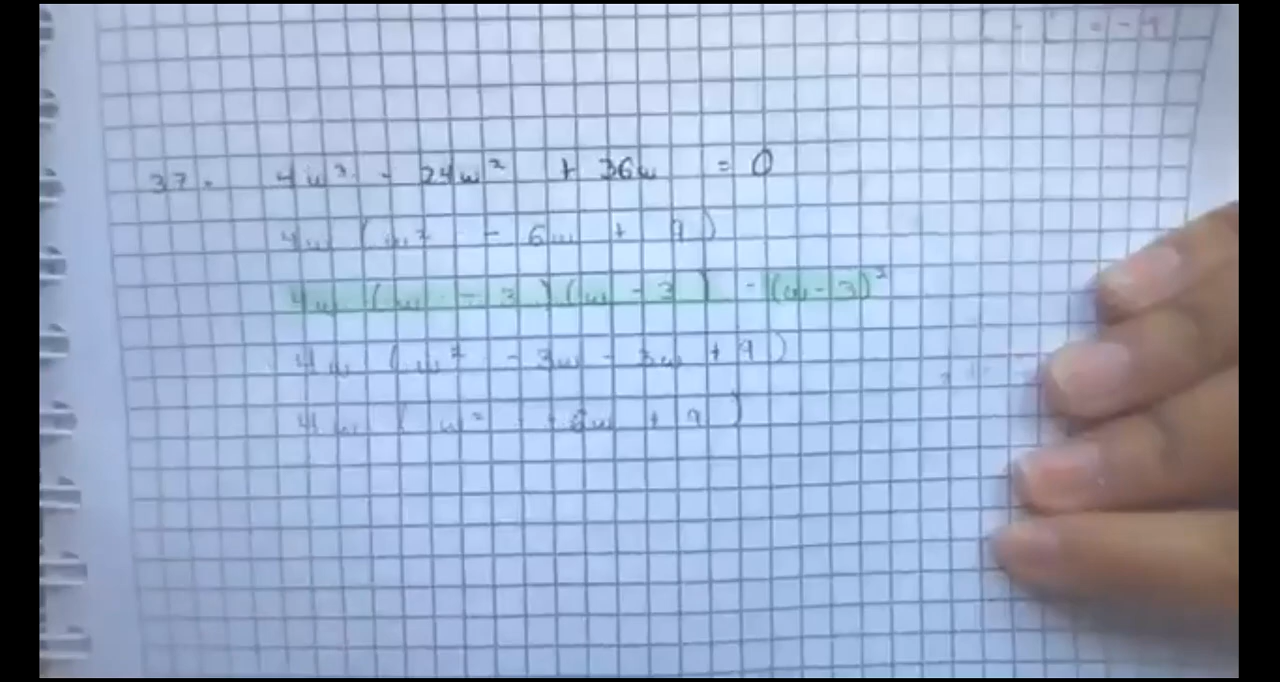 37. 4w³ - 24w² + 36w = 0
4w (w² - 6w + 9)
4w (w - 3) (w - 3) - (w-3)²
4w (w² - 3w - 3w + 9)
4w (w² - 6w + 9)